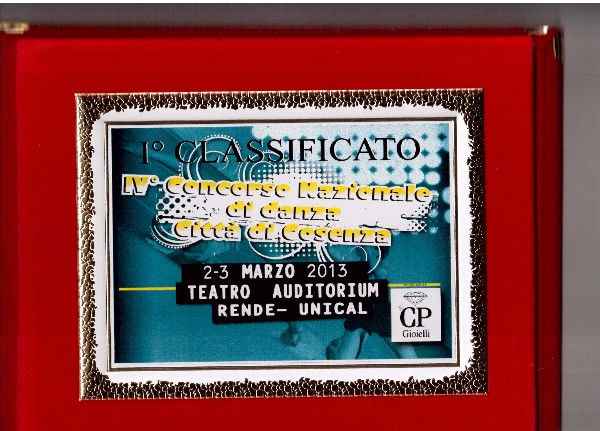 1° CLASSIFICATO
IV° Concorso Nazionale
di danza
Città di Cosenza
2-3 MARZO 2013
TEATRO AUDITORIUM
RENDE- UNICAL
CP
Gioielli